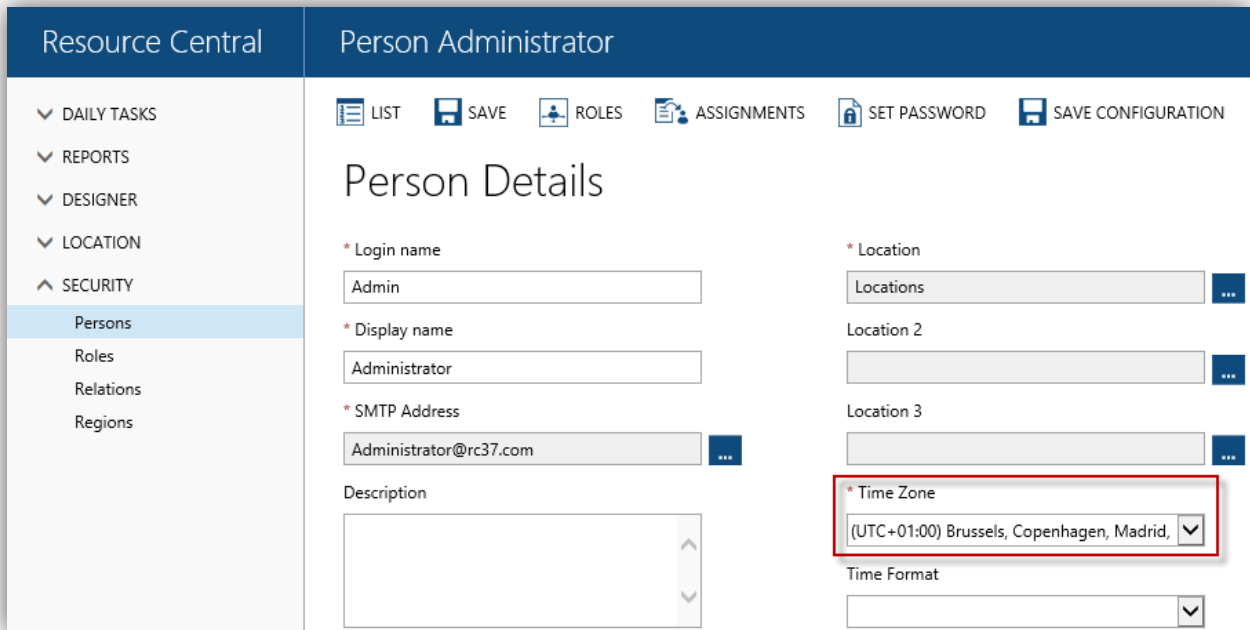 Resource Central
Person Administrator
DAILY TASKS
REPORTS
DESIGNER
LOCATION
SECURITY
Persons
Roles
Relations
Regions
LIST
SAVE
ROLES
ASSIGNMENTS
SET PASSWORD
SAVE CONFIGURATION
Person Details
* Login name
Admin
* Display name
Administrator
* SMTP Address
Administrator@rc37.com
...
Description
* Location
Locations
...
Location 2
...
Location 3
...
* Time Zone
(UTC+01:00) Brussels, Copenhagen, Madrid,
Time Format